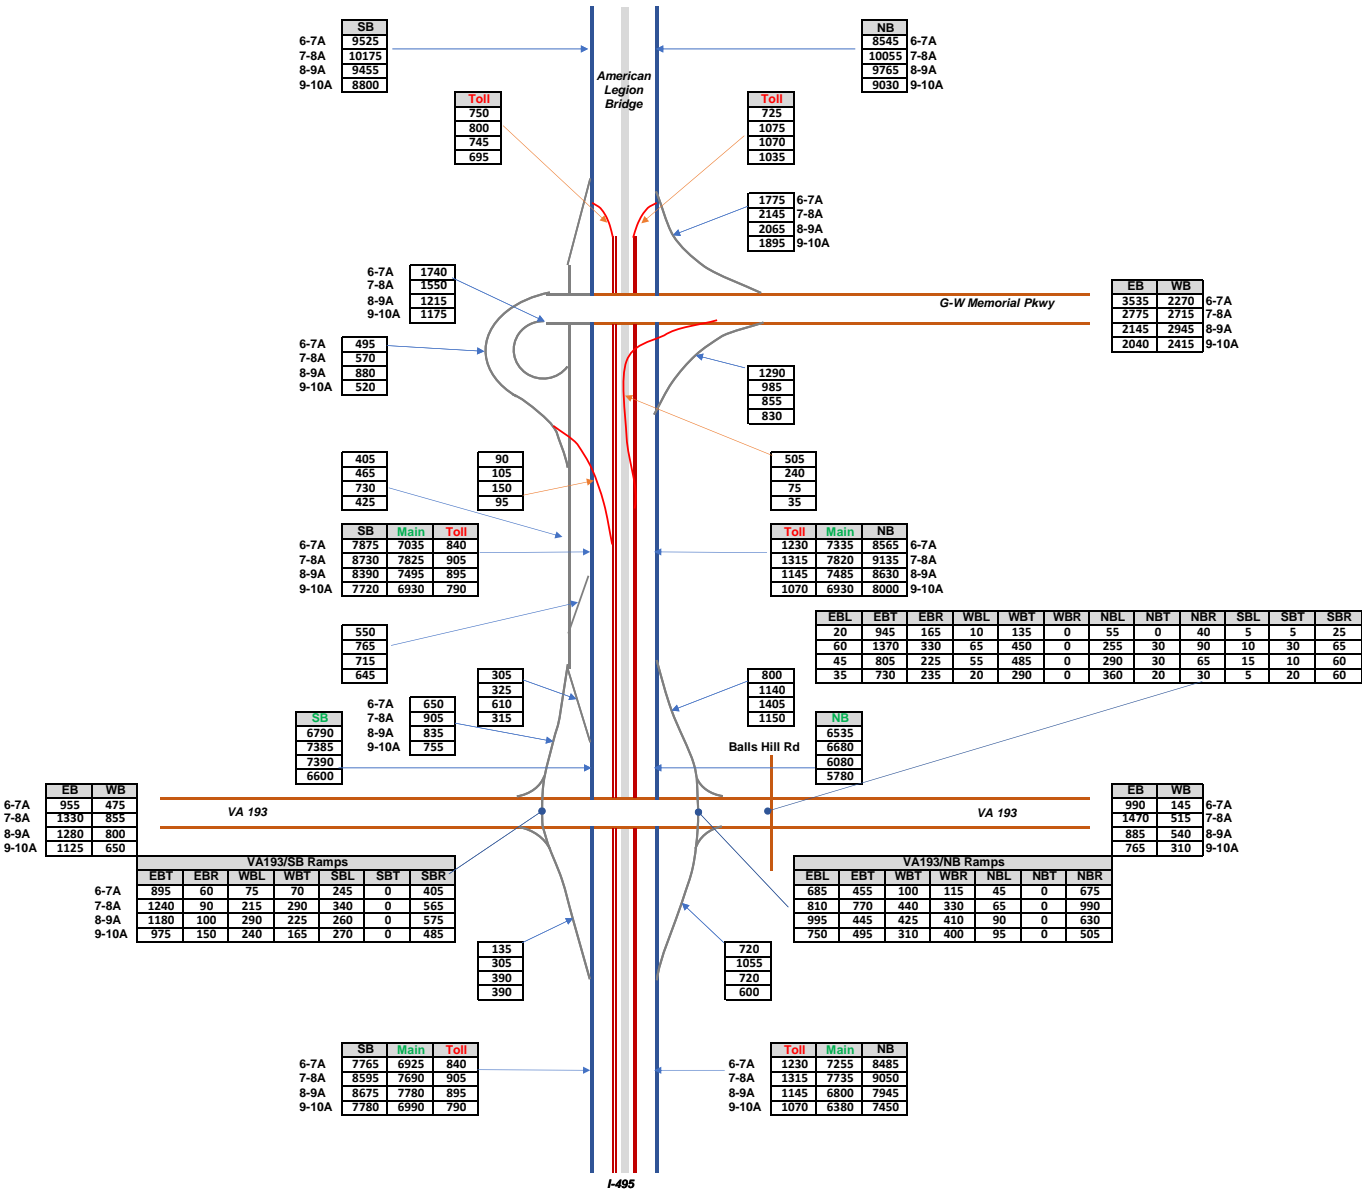 SB
6-7A 9525
7-8A 10175
8-9A 9455
9-10A 8800
NB
8545 6-7A
10055 7-8A
9765 8-9A
9030 9-10A
American
Legion
Bridge
Toll
750
800
745
695
Toll
725
1075
1070
1035
1775 6-7A
2145 7-8A
2065 8-9A
1895 9-10A
6-7A 1740
7-8A 1550
8-9A 1215
9-10A 1175
G-W Memorial Pkwy
EB WB
3535 2270 6-7A
2775 2715 7-8A
2145 2945 8-9A
2040 2415 9-10A
6-7A 495
7-8A 570
8-9A 880
9-10A 520
1290
985
855
830
405
465
730
425
90
105
150
95
505
240
75
35
SB Main Toll
6-7A 7875 7035 840
7-8A 8730 7825 905
8-9A 8390 7495 895
9-10A 7720 6930 790
Toll Main NB
1230 7335 8565 6-7A
1315 7820 9135 7-8A
1145 7485 8630 8-9A
1070 6930 8000 9-10A
EBL EBT EBR WBL WBT WBR NBL NBT NBR SBL SBT SBR
20 945 165 10 135 0 55 0 40 5 5 25
60 1370 330 65 450 0 255 30 90 10 30 65
45 805 225 55 485 0 290 30 65 15 10 60
35 730 235 20 290 0 360 20 30 5 20 60
550
765
715
645
305
325
610
315
800
1140
1405
1150
6-7A 650
7-8A 905
8-9A 835
9-10A 755
SB
6790
7385
7390
6600
NB
6535
6680
6080
5780
Balls Hill Rd
EB WB
6-7A 955 475
7-8A 1330 855
8-9A 1280 800
9-10A 1125 650
VA 193
VA 193
EB WB
990 145 6-7A
1470 515 7-8A
885 540 8-9A
765 310 9-10A
VA193/SB Ramps
EBT EBR WBL WBT SBL SBT SBR
6-7A 895 60 75 70 245 0 405
7-8A 1240 90 215 290 340 0 565
8-9A 1180 100 290 225 260 0 575
9-10A 975 150 240 165 270 0 485
VA193/NB Ramps
EBL EBT WBT WBR NBL NBT NBR
685 455 100 115 45 0 675
810 770 440 330 65 0 990
995 445 425 410 90 0 630
750 495 310 400 95 0 505
135
305
390
390
720
1055
720
600
SB Main Toll
6-7A 7765 6925 840
7-8A 8595 7690 905
8-9A 8675 7780 895
9-10A 7780 6990 790
Toll Main NB
6-7A 1230 7255 8485
7-8A 1315 7735 9050
8-9A 1145 6800 7945
9-10A 1070 6380 7450
I-495